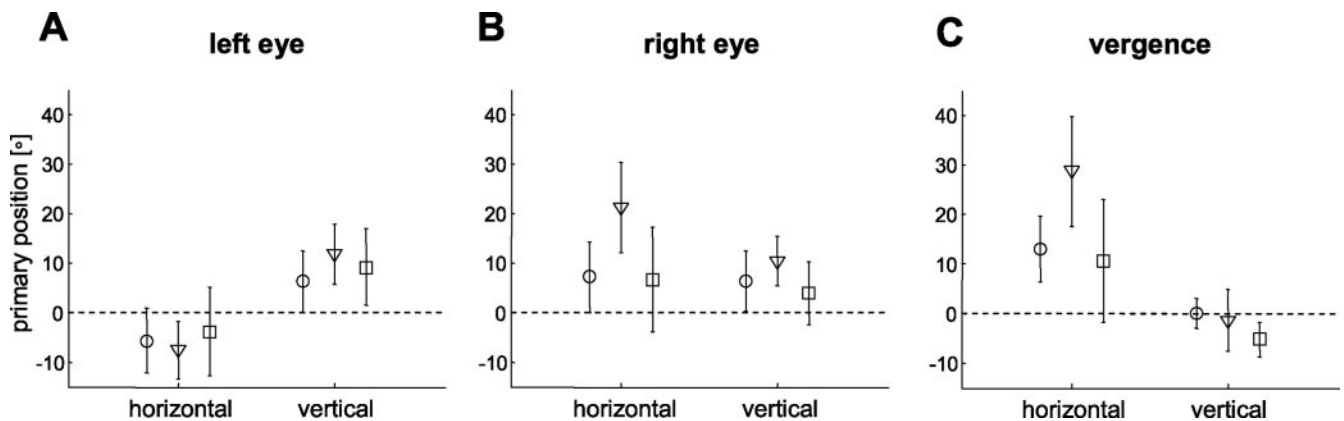 A
left eye
primary position [°]
40
30
20
10
0
-10
horizontal
vertical
B
right eye
40
30
20
10
0
-10
horizontal
vertical
C
vergence
40
30
20
10
0
-10
horizontal
vertical